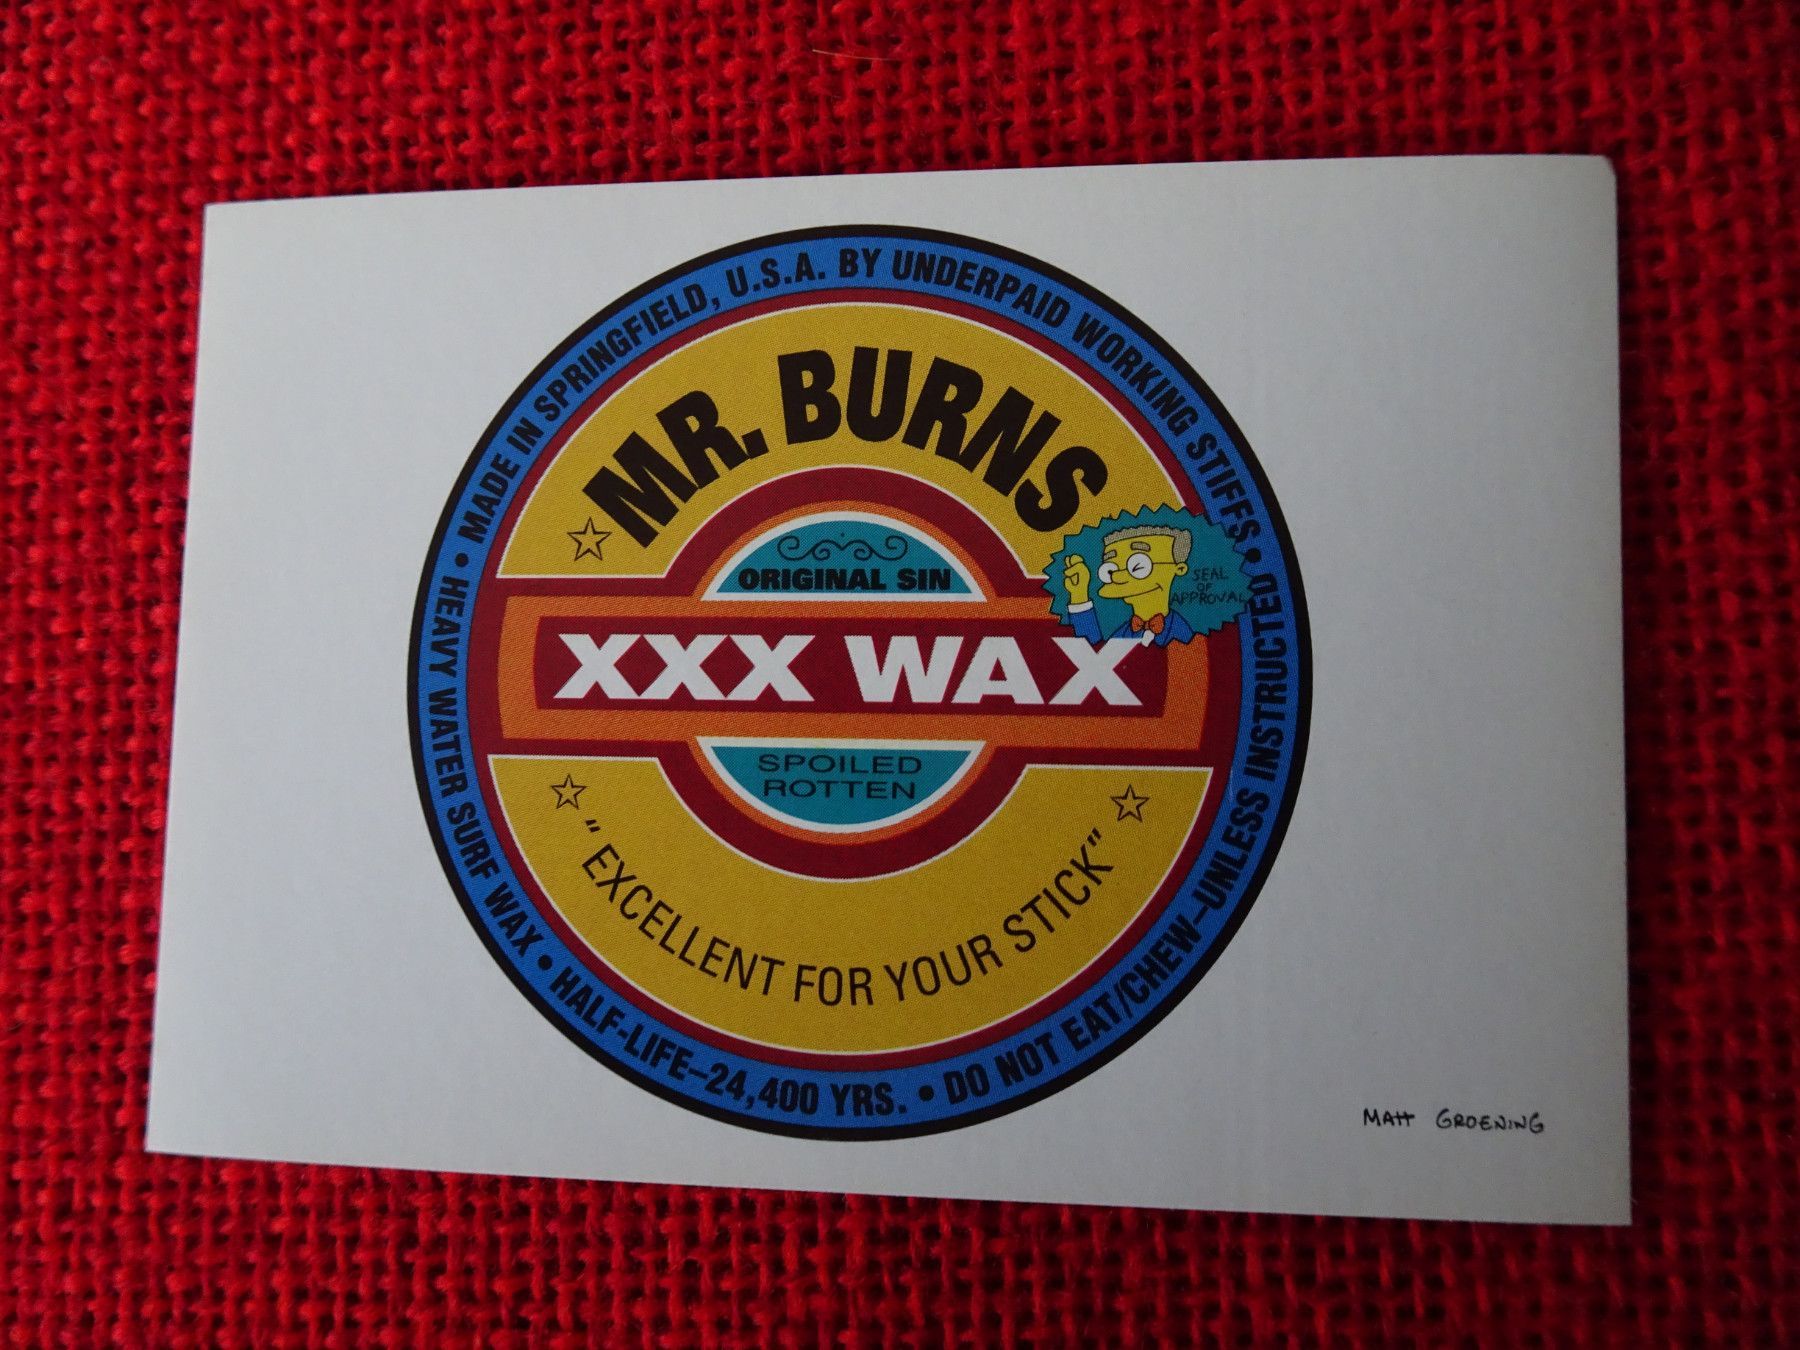 • MADE IN SPRINGFIELD, U.S.A. BY UNDERPAID WORKING STIFFS •
MR. BURNS
ORIGINAL SIN
SEAL
OF
APPROVAL
XXX WAX
SPOILED
ROTTEN
"EXCELLENT FOR YOUR STICK"
HEAVY WATER SURF WAX • HALF-LIFE–24,400 YRS. • DO NOT EAT/CHEW–UNLESS INSTRUCTED
MATT GROENING